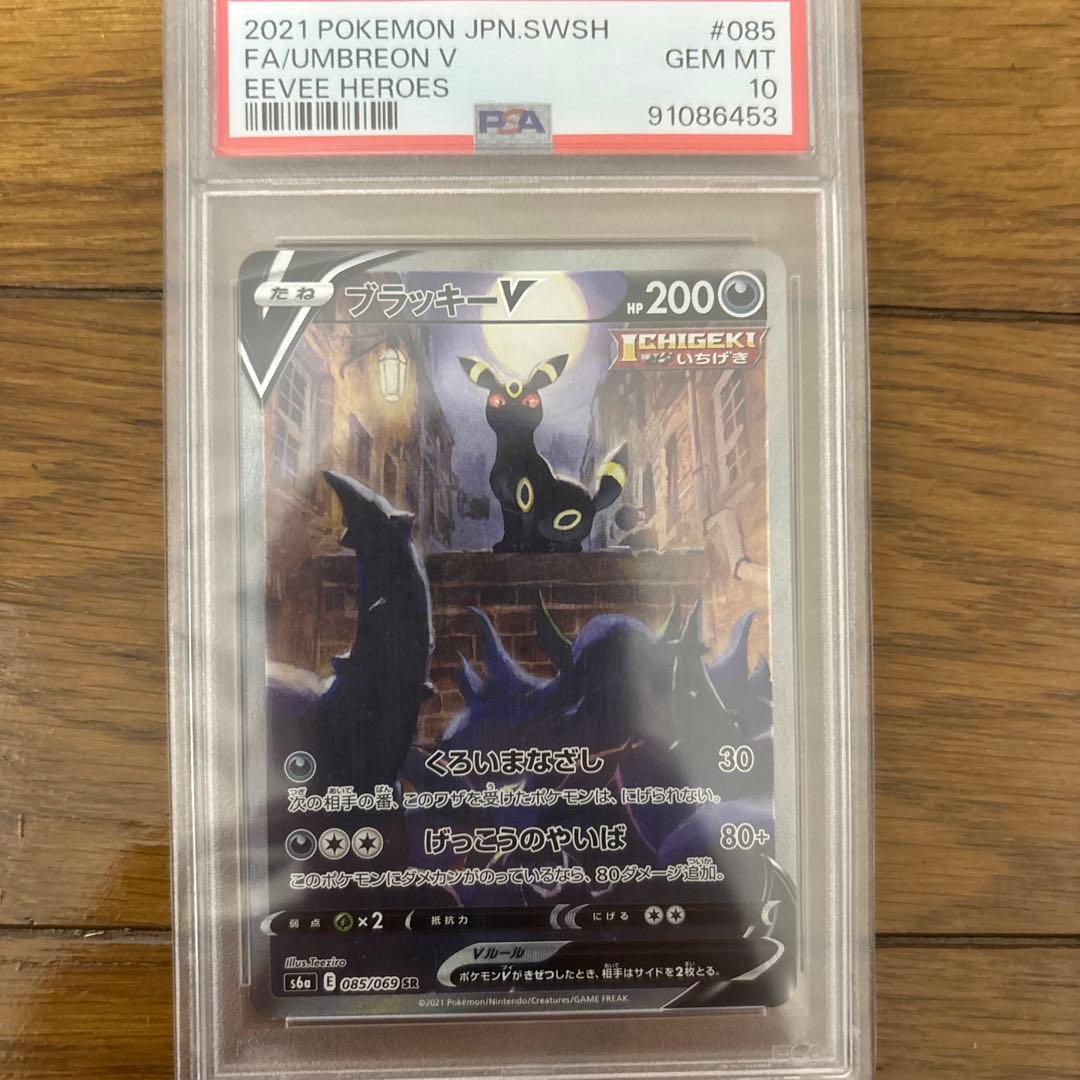 2021 POKEMON JPN.SWSH #085
FA/UMBREON V GEM MT
EEVEE HEROES 10
PSA 91086453
たね ブラッキーV HP 200
ICHIGEKI
いちげき
くろいまなざし 30
次の相手の番、このワザを受けたポケモンは、にげられない。
げっこうのやいば 80+
このポケモンにダメカンがのっているなら、80ダメージ追加。
弱点 ×2 抵抗力 にげる
Vルール
ポケモンVがきぜつしたとき、相手はサイドを2枚とる。
Illus.Teeziro
s6a E 085/069 SR
©2021 Pokémon/Nintendo/Creatures/GAME FREAK